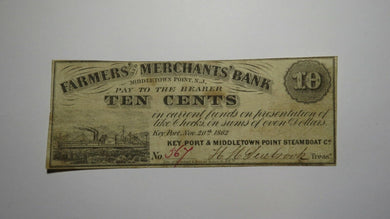 FARMERS' AND MERCHANTS' BANK
MIDDLETOWN POINT, N.J.
PAY TO THE BEARER
10
TEN CENTS
in current funds on presentation of
like Checks, in sums of even Dollars.
Key Port, Nov. 20th 1862
KEY PORT & MIDDLETOWN POINT STEAMBOAT Co
No 367 Treas.